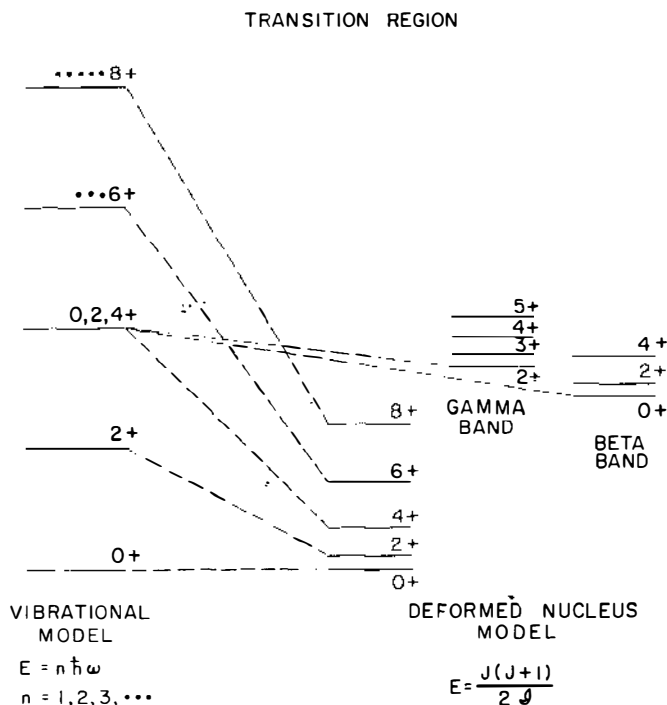 TRANSITION REGION
•••••8+
•••6+
0,2,4+
2+
0+
8+
6+
4+
2+
0+
5+
4+
3+
2+
GAMMA
BAND
4+
2+
0+
BETA
BAND
VIBRATIONAL
MODEL
E = nħω
n = 1,2,3,•••
DEFORMED NUCLEUS
MODEL
E = J(J+1)
2ℐ